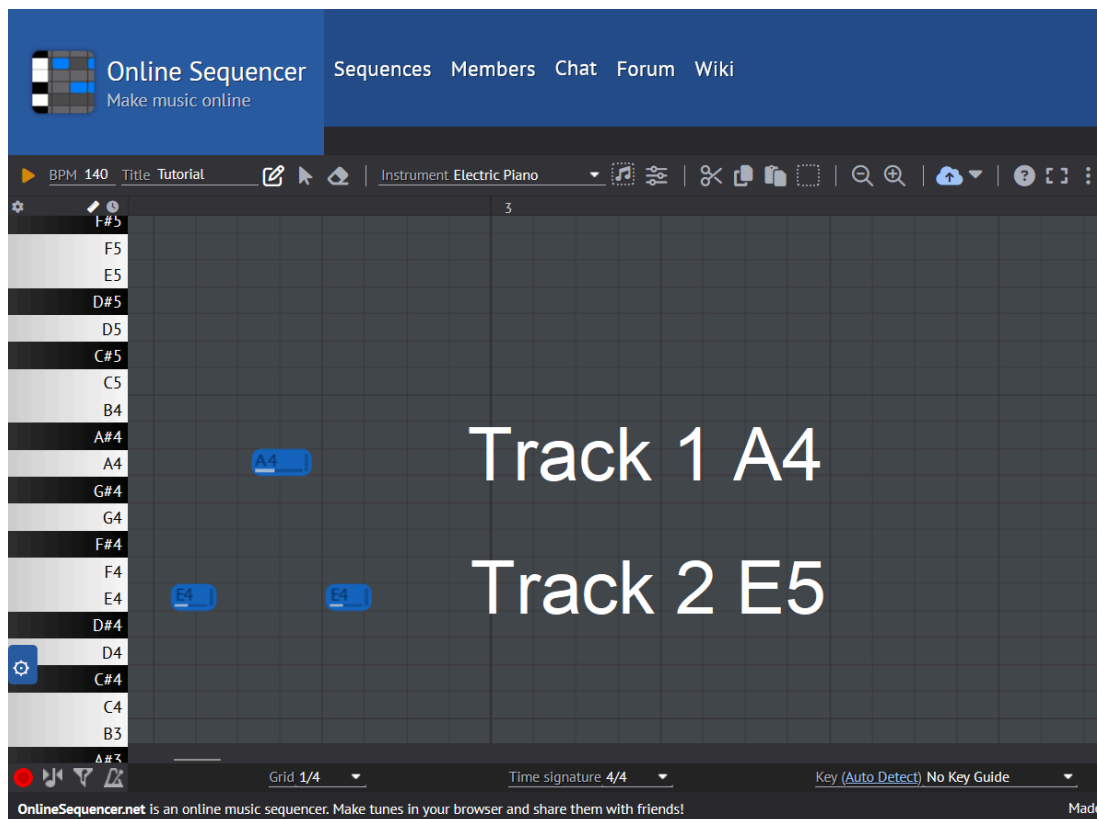 Online Sequencer
Make music online
Sequences Members Chat Forum Wiki
BPM 140 Title Tutorial Instrument Electric Piano
3
F#5
F5
E5
D#5
D5
C#5
C5
B4
A#4
A4 A4
G#4
G4
F#4
F4
E4 E4 E4
D#4
D4
C#4
C4
B3
A#3
Track 1 A4
Track 2 E5
Grid 1/4 Time signature 4/4 Key (Auto Detect) No Key Guide
OnlineSequencer.net is an online music sequencer. Make tunes in your browser and share them with friends! Made